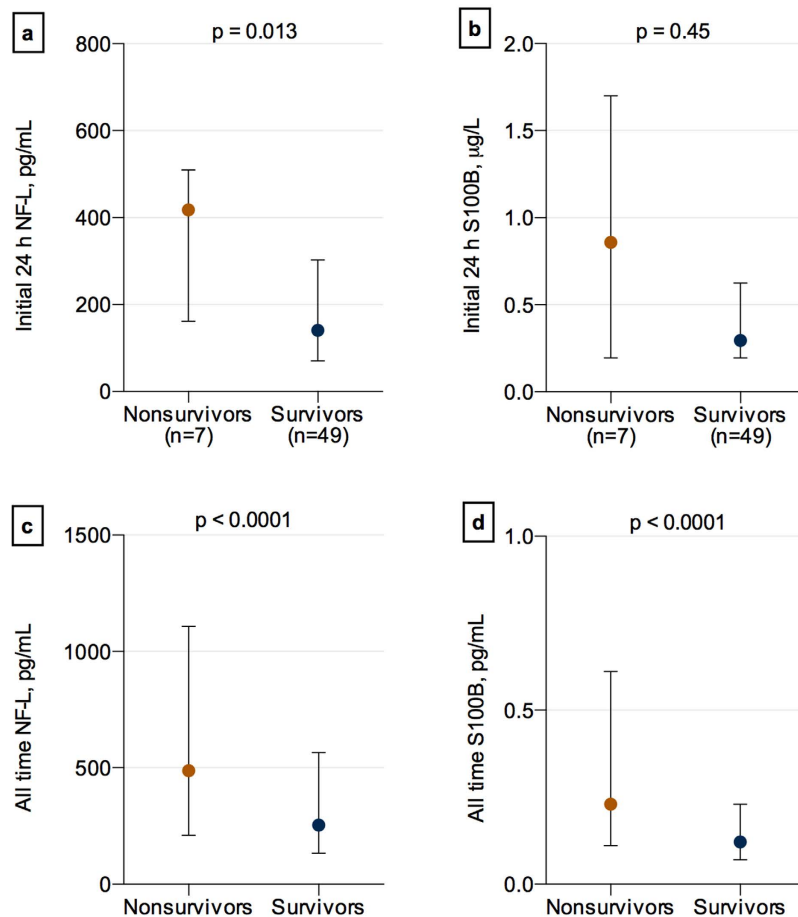 a
p = 0.013
Initial 24 h NF-L, pg/mL
800
600
400
200
0
Nonsurvivors
(n=7)
Survivors
(n=49)
b
p = 0.45
Initial 24 h S100B, µg/L
2.0
1.5
1.0
0.5
0.0
Nonsurvivors
(n=7)
Survivors
(n=49)
c
p < 0.0001
All time NF-L, pg/mL
1500
1000
500
0
Nonsurvivors
Survivors
d
p < 0.0001
All time S100B, pg/mL
1.0
0.5
0.0
Nonsurvivors
Survivors